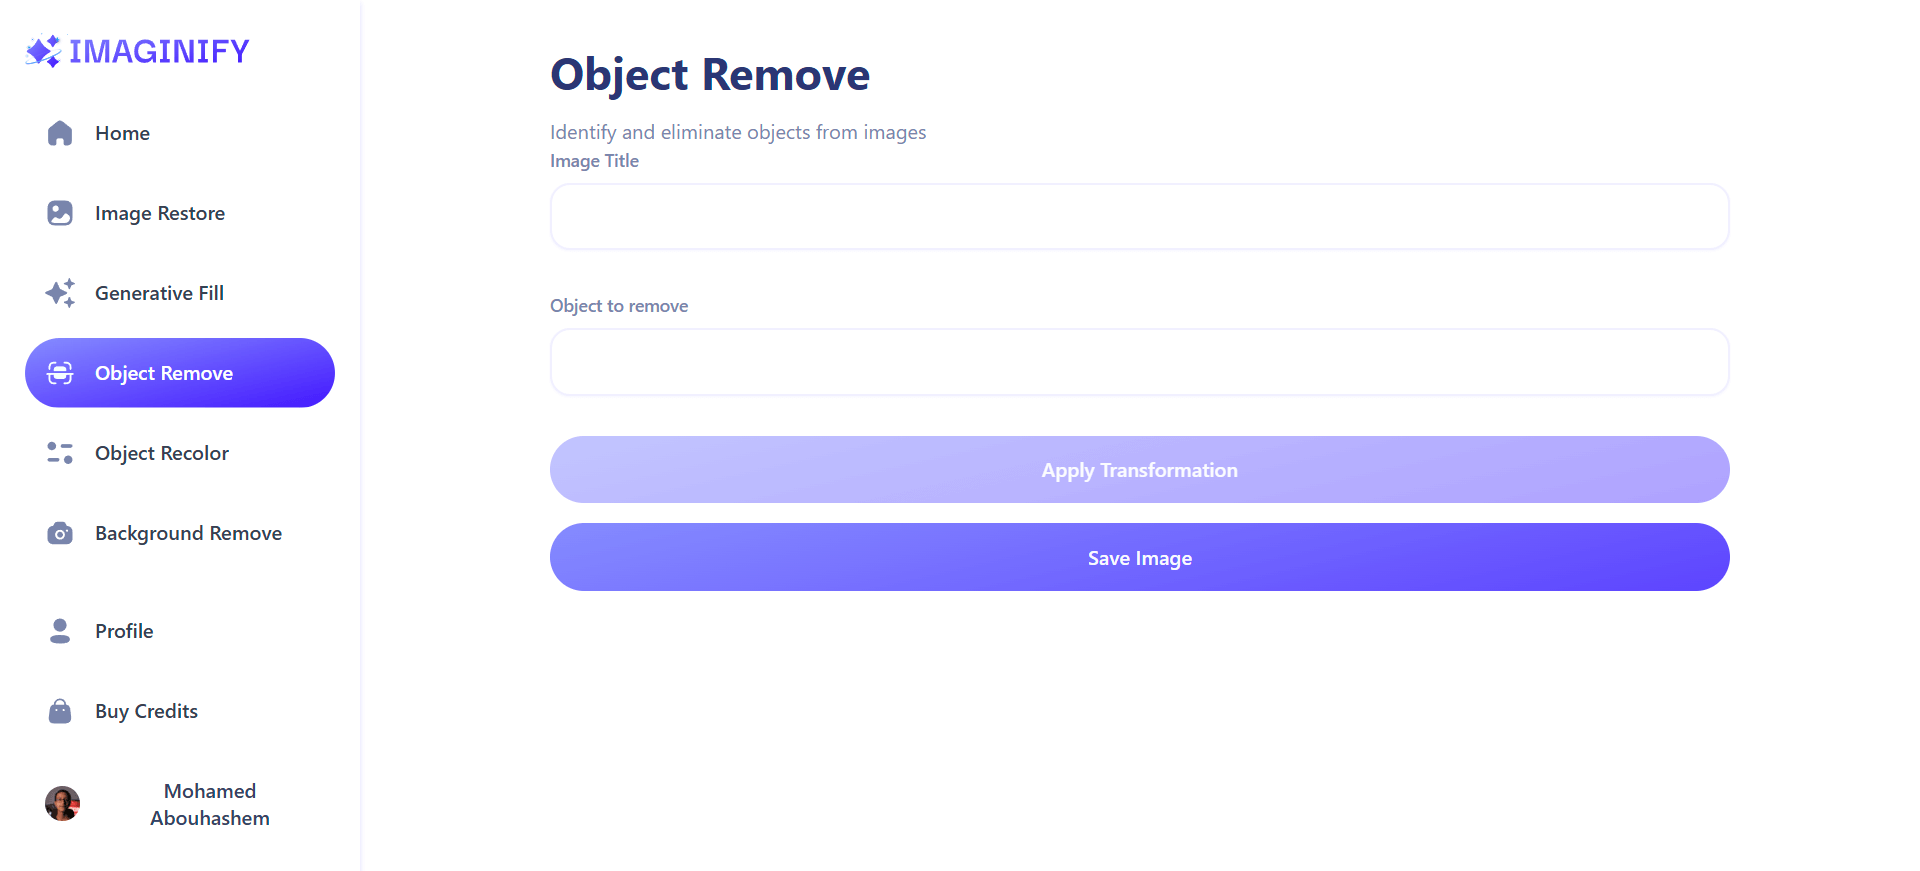 IMAGINIFY
Home
Image Restore
Generative Fill
Object Remove
Object Recolor
Background Remove
Profile
Buy Credits
Mohamed
Abouhashem
Object Remove
Identify and eliminate objects from images
Image Title
Object to remove
Apply Transformation
Save Image